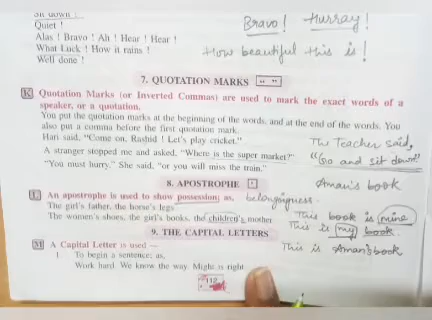 Sit down !
Quiet !
Alas ! Bravo ! Ah ! Hear ! Hear !
What Luck ! How it rains !
Well done !
Bravo! Hurray!
How beautiful this is!
7. QUOTATION MARKS “ ”
K Quotation Marks (or Inverted Commas) are used to mark the exact words of a
speaker, or a quotation.
You put the quotation marks at the beginning of the words, and at the end of the words. You
also put a comma before the first quotation mark.
Hari said, “Come on, Rashid ! Let's play cricket.”
A stranger stopped me and asked, “Where is the super market?”
“You must hurry,” She said, “or you will miss the train.”
The Teacher said,
“Go and sit down”
8. APOSTROPHE '
L An apostrophe is used to show possession; as,
The girl's father, the horse's legs
The women's shoes, the girl's books, the children's mother
belongingness.
Aman's book
This book is mine
This is my book.
This is Aman's book
9. THE CAPITAL LETTERS
M A Capital Letter is used —
1. To begin a sentence; as,
Work hard. We know the way. Might is right
112